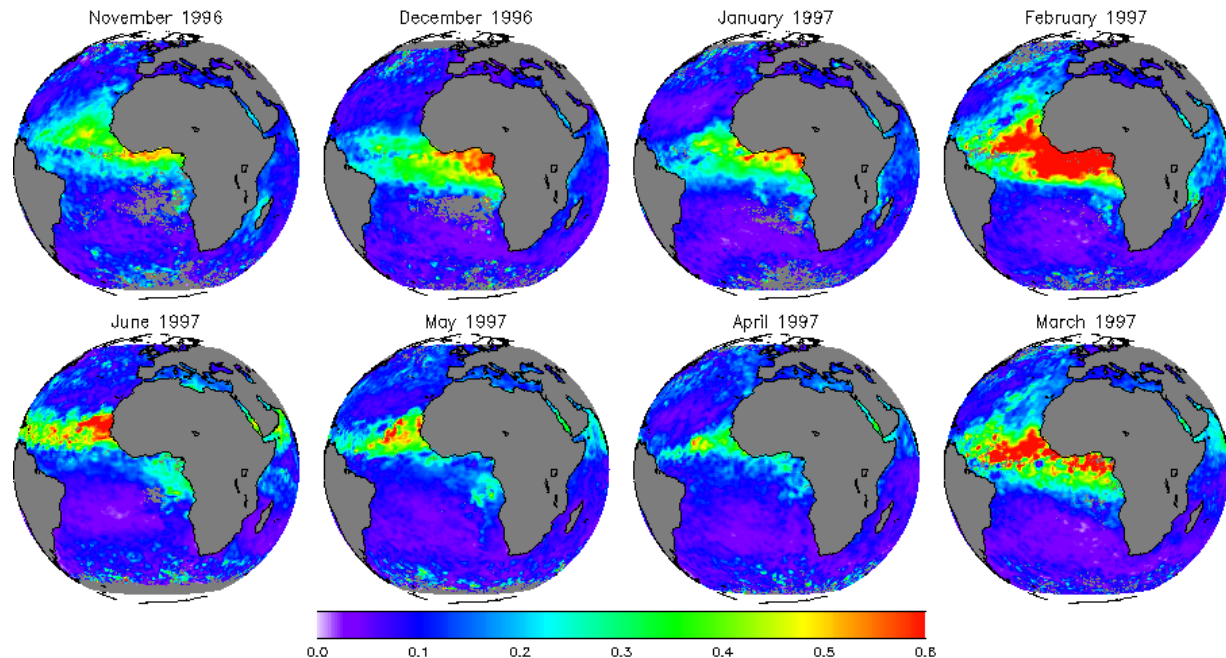 November 1996
December 1996
January 1997
February 1997
June 1997
May 1997
April 1997
March 1997
0.0 0.1 0.2 0.3 0.4 0.5 0.6